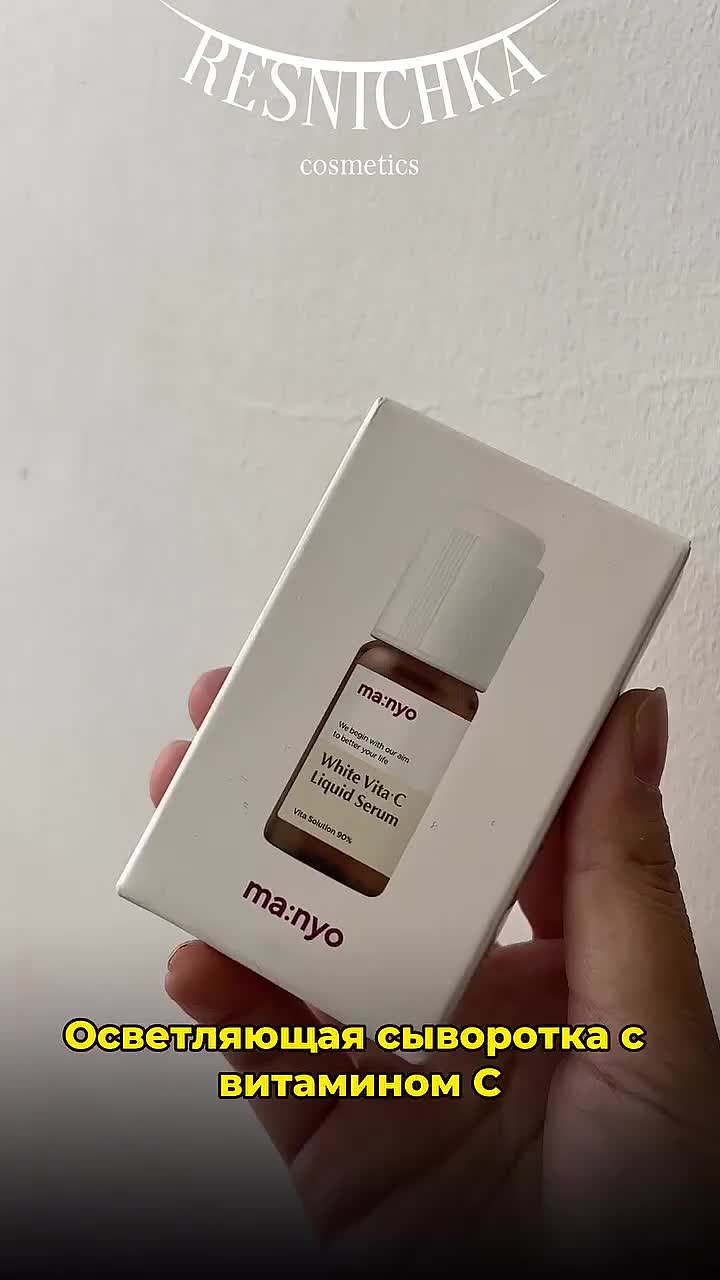 RESNICHKA
cosmetics
ma:nyo
We begin with our aim
to better your life
White Vita·C
Liquid Serum
Vita Solution 90%
ma:nyo
Осветляющая сыворотка с
витамином С